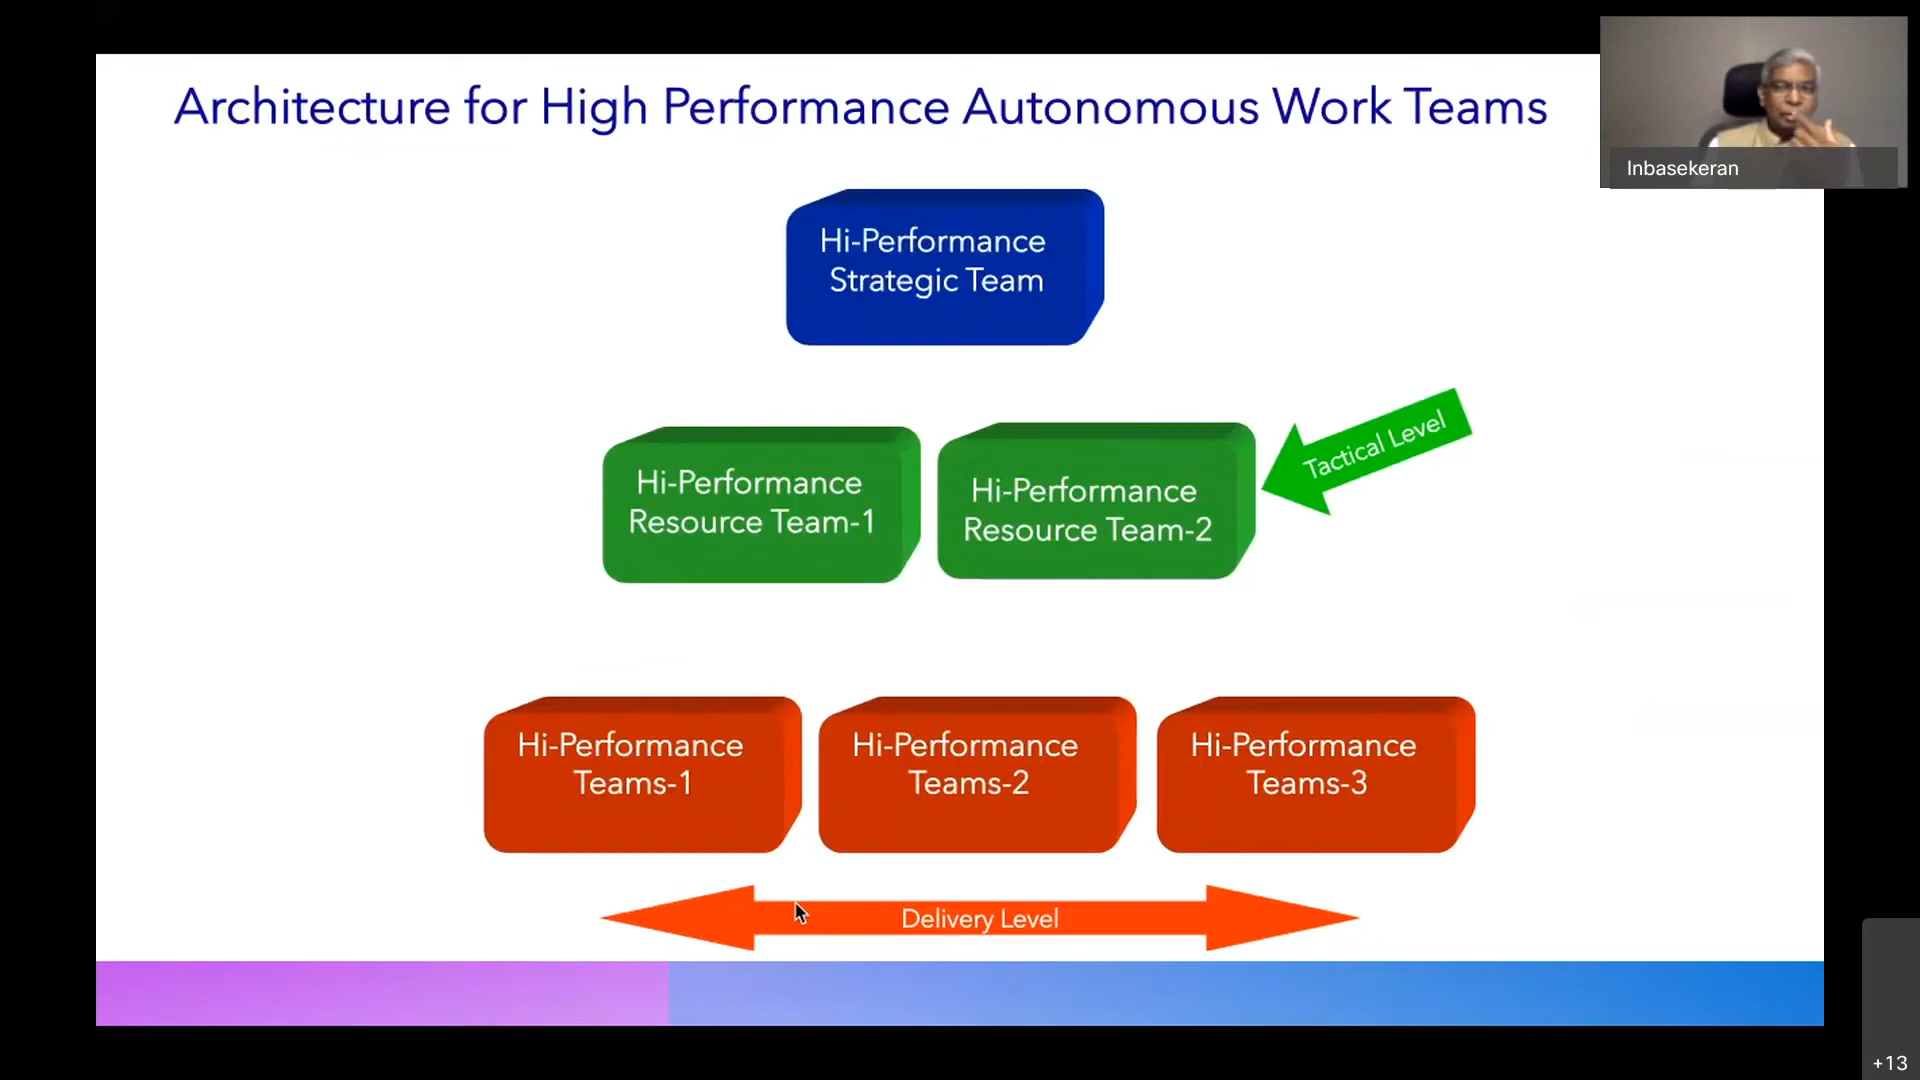 Architecture for High Performance Autonomous Work Teams
Inbasekeran
Hi-Performance
Strategic Team
Tactical Level
Hi-Performance
Resource Team-1
Hi-Performance
Resource Team-2
Hi-Performance
Teams-1
Hi-Performance
Teams-2
Hi-Performance
Teams-3
Delivery Level
+13